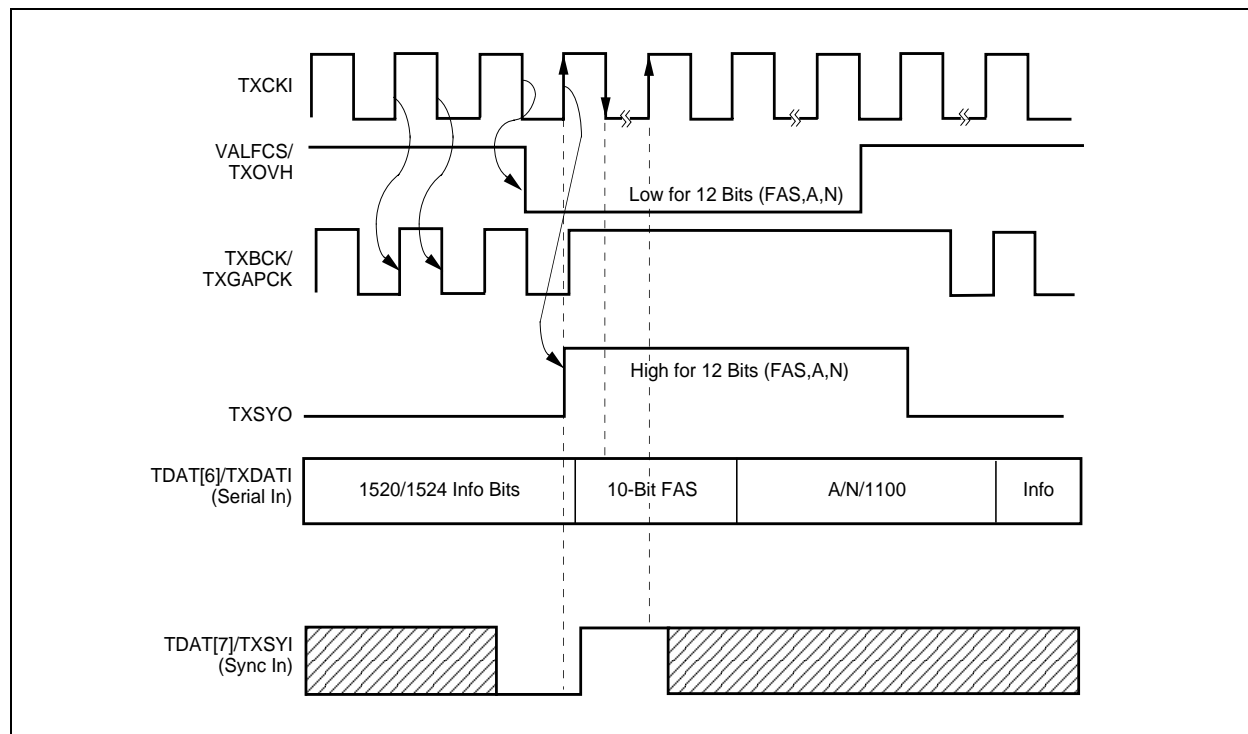 TXCKI
VALFCS/
TXOVH
Low for 12 Bits (FAS,A,N)
TXBCK/
TXGAPCK
High for 12 Bits (FAS,A,N)
TXSYO
TDAT[6]/TXDATI
(Serial In)
1520/1524 Info Bits
10-Bit FAS
A/N/1100
Info
TDAT[7]/TXSYI
(Sync In)